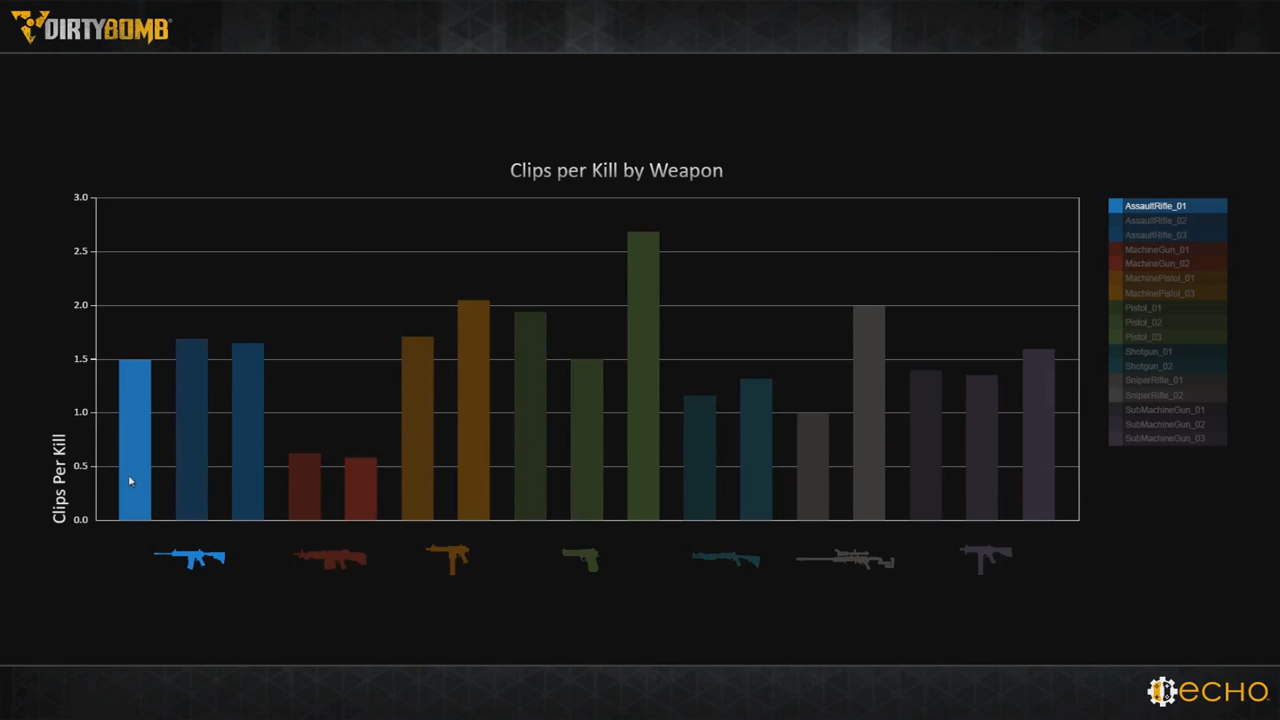 DIRTYBOMB
Clips per Kill by Weapon
3.0
2.5
2.0
1.5
1.0
0.5
0.0
Clips Per Kill
AssaultRifle_01
AssaultRifle_02
AssaultRifle_03
MachineGun_01
MachineGun_02
MachinePistol_01
MachinePistol_03
Pistol_01
Pistol_02
Pistol_03
Shotgun_01
Shotgun_02
SniperRifle_01
SniperRifle_02
SubMachineGun_01
SubMachineGun_02
SubMachineGun_03
ECHO